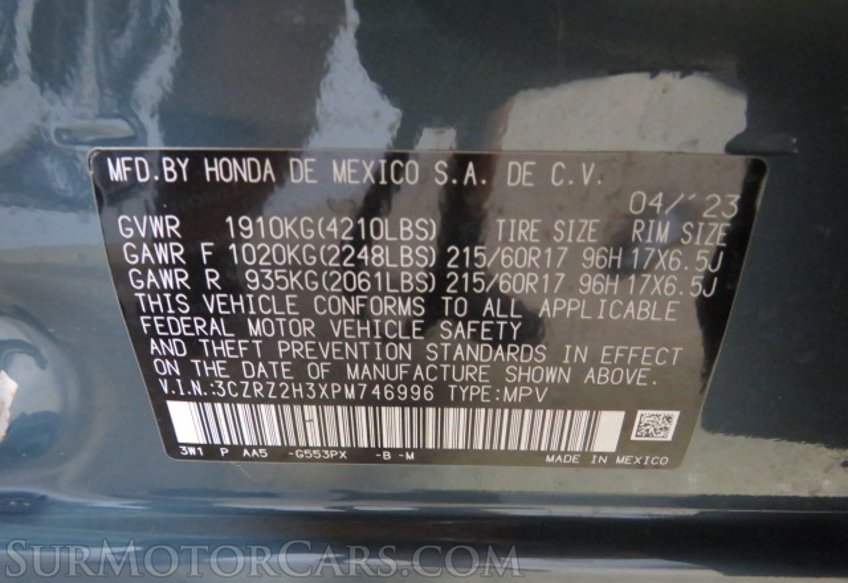 MFD.BY HONDA DE MEXICO S.A. DE C.V.
04/'23
GVWR 1910KG(4210LBS) TIRE SIZE RIM SIZE
GAWR F 1020KG(2248LBS) 215/60R17 96H 17X6.5J
GAWR R 935KG(2061LBS) 215/60R17 96H 17X6.5J
THIS VEHICLE CONFORMS TO ALL APPLICABLE
FEDERAL MOTOR VEHICLE SAFETY
AND THEFT PREVENTION STANDARDS IN EFFECT
ON THE DATE OF MANUFACTURE SHOWN ABOVE.
V.I.N.:3CZRZ2H3XPM746996 TYPE:MPV
3W1 P AA5 -G553PX -B -M
MADE IN MEXICO
SURMOTORCARS.COM